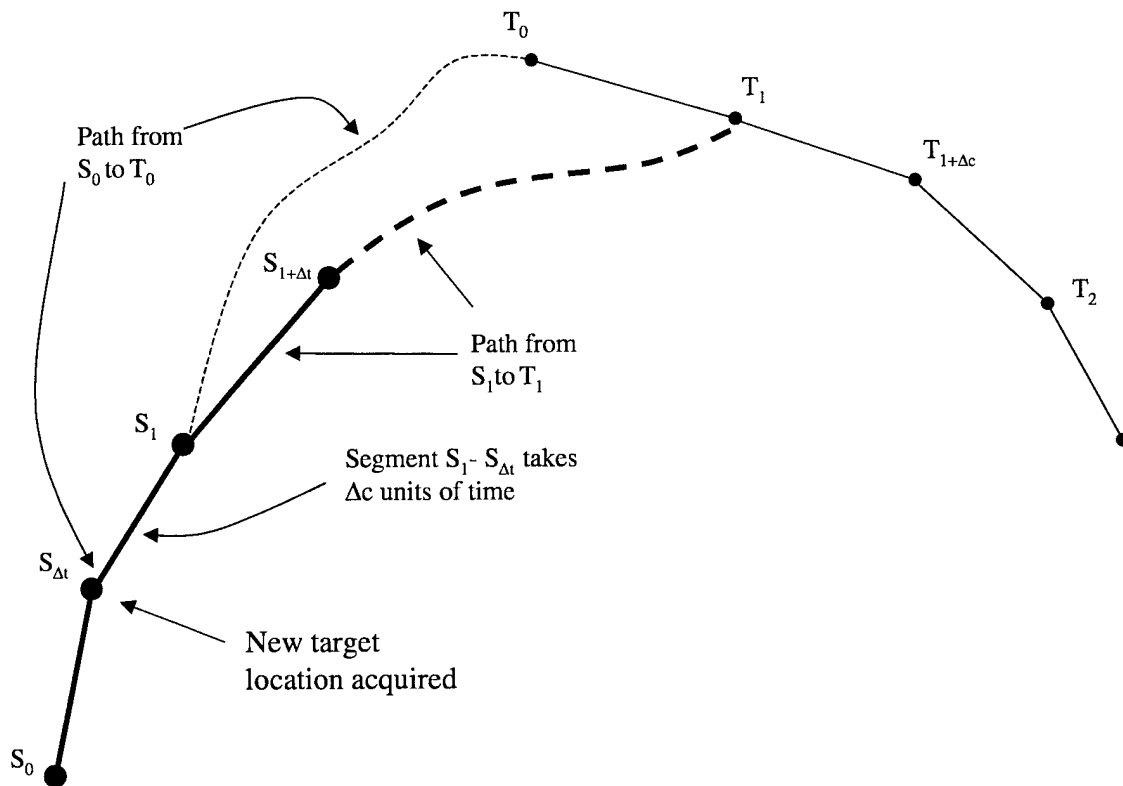 T₀
T₁
Path from
S₀ to T₀
T₁₊Δc
S₁₊Δt
T₂
Path from
S₁ to T₁
S₁
Segment S₁- SΔt takes
Δc units of time
SΔt
New target
location acquired
S₀